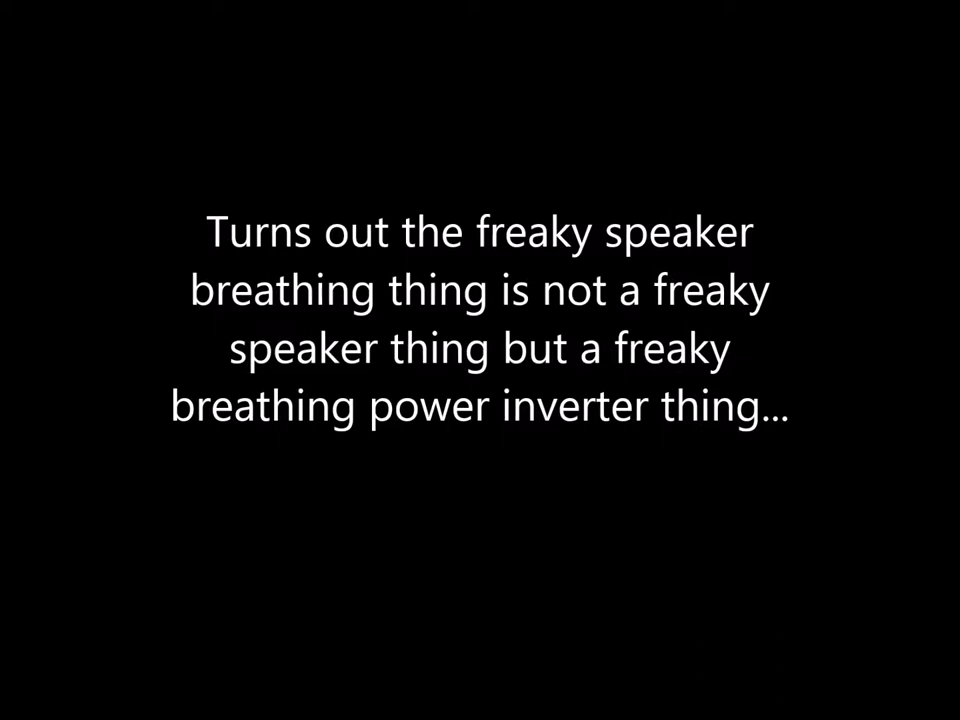 Turns out the freaky speaker
breathing thing is not a freaky
speaker thing but a freaky
breathing power inverter thing...